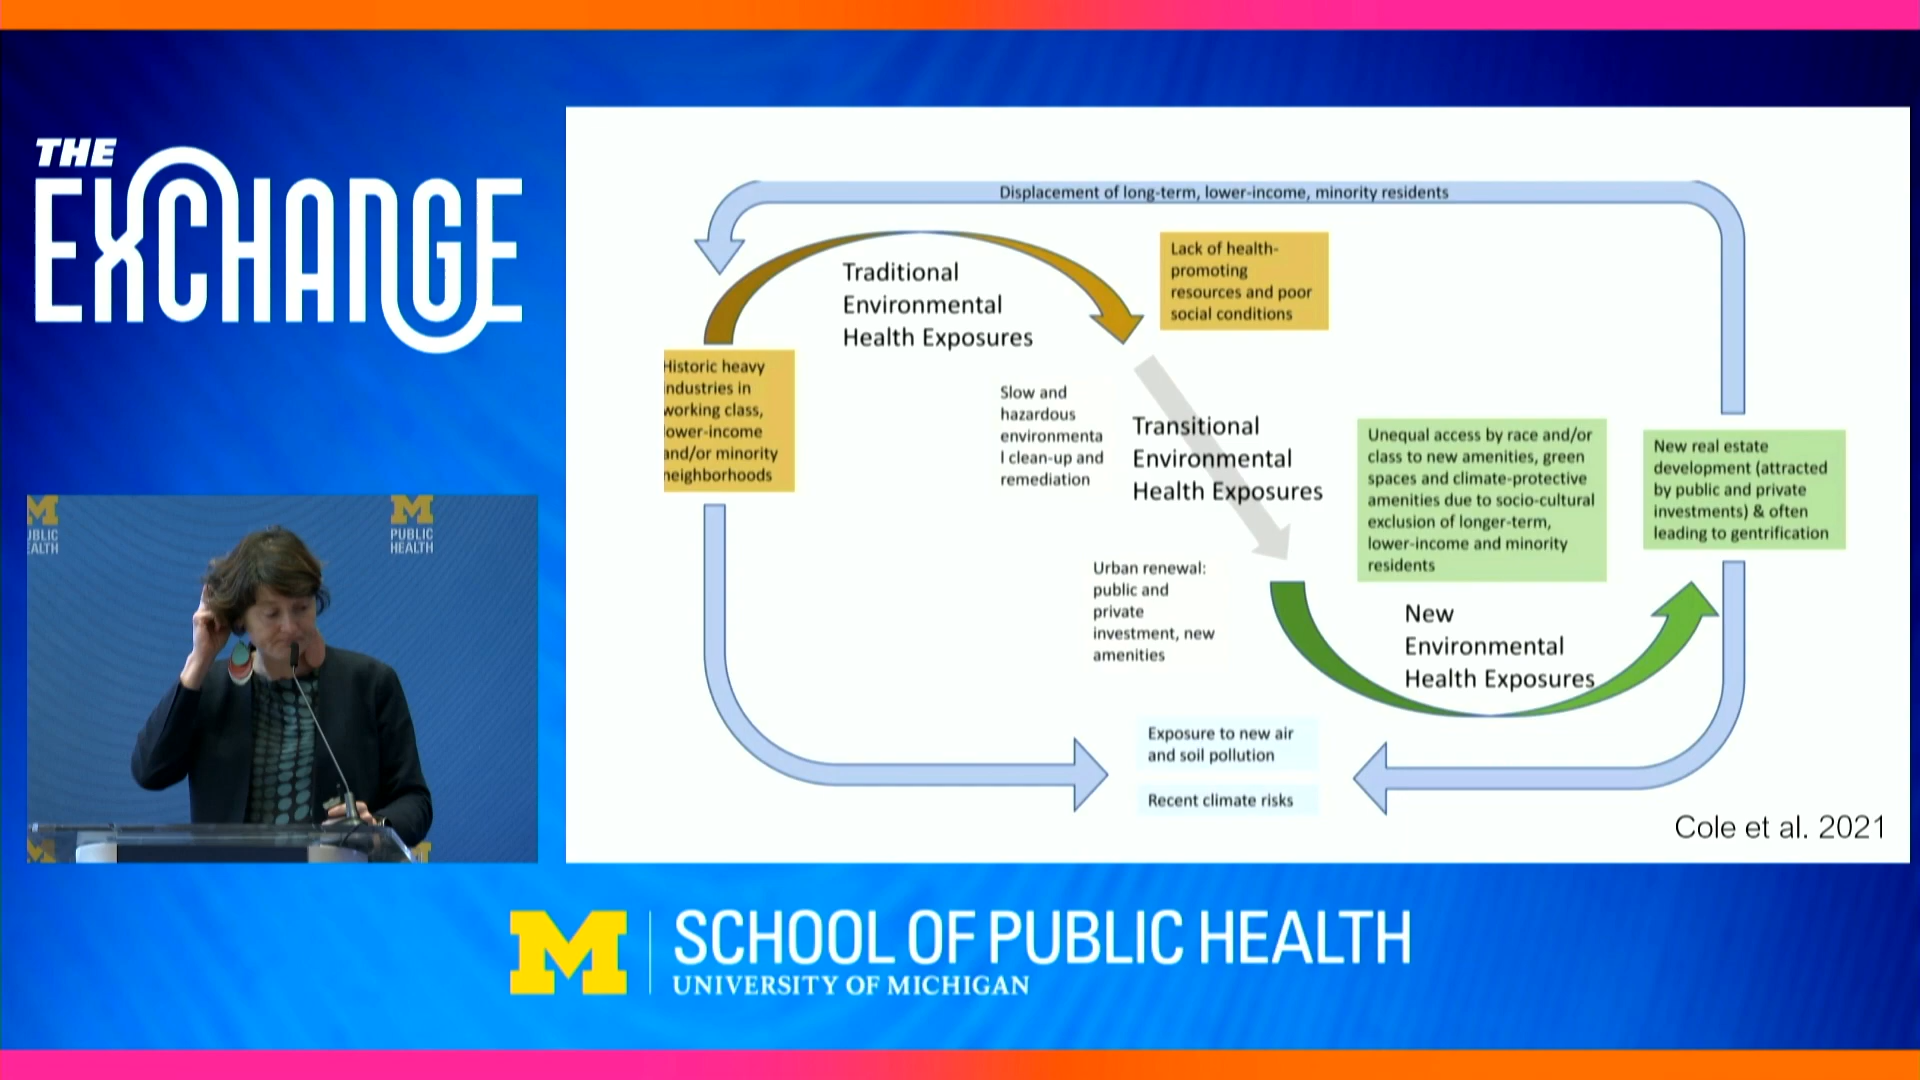 THE
EXCHANGE
M
UBLIC
EALTH
M
PUBLIC
HEALTH
Displacement of long-term, lower-income, minority residents
Traditional
Environmental
Health Exposures
Lack of health-
promoting
resources and poor
social conditions
Historic heavy
industries in
working class,
lower-income
and/or minority
neighborhoods
Slow and
hazardous
environmenta
l clean-up and
remediation
Transitional
Environmental
Health Exposures
Unequal access by race and/or
class to new amenities, green
spaces and climate-protective
amenities due to socio-cultural
exclusion of longer-term,
lower-income and minority
residents
New real estate
development (attracted
by public and private
investments) & often
leading to gentrification
Urban renewal:
public and
private
investment, new
amenities
New
Environmental
Health Exposures
Exposure to new air
and soil pollution
Recent climate risks
Cole et al. 2021
M
SCHOOL OF PUBLIC HEALTH
UNIVERSITY OF MICHIGAN